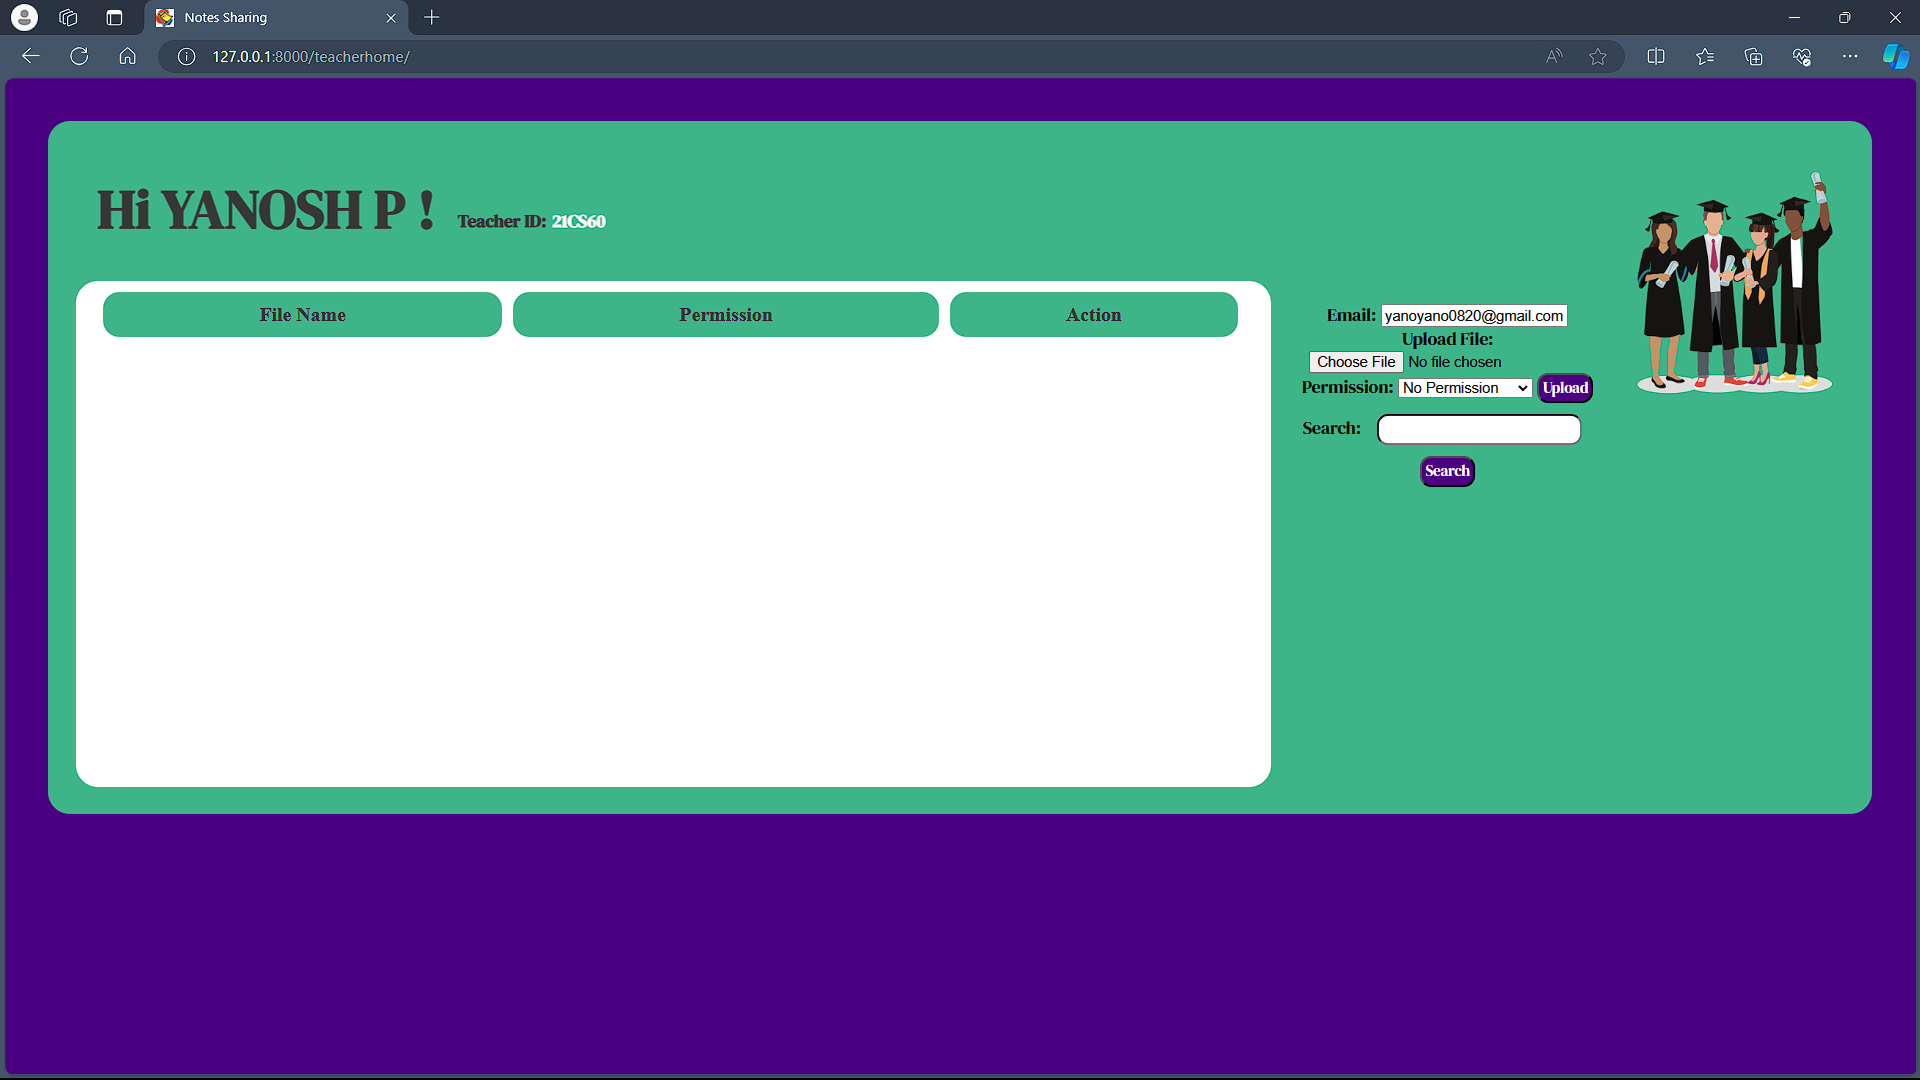 Notes Sharing
127.0.0.1:8000/teacherhome/
Hi YANOSH P !
Teacher ID: 21CS60
File Name Permission Action
Email: yanoyano0820@gmail.com
Upload File:
Choose File No file chosen
Permission: No Permission Upload
Search:
Search